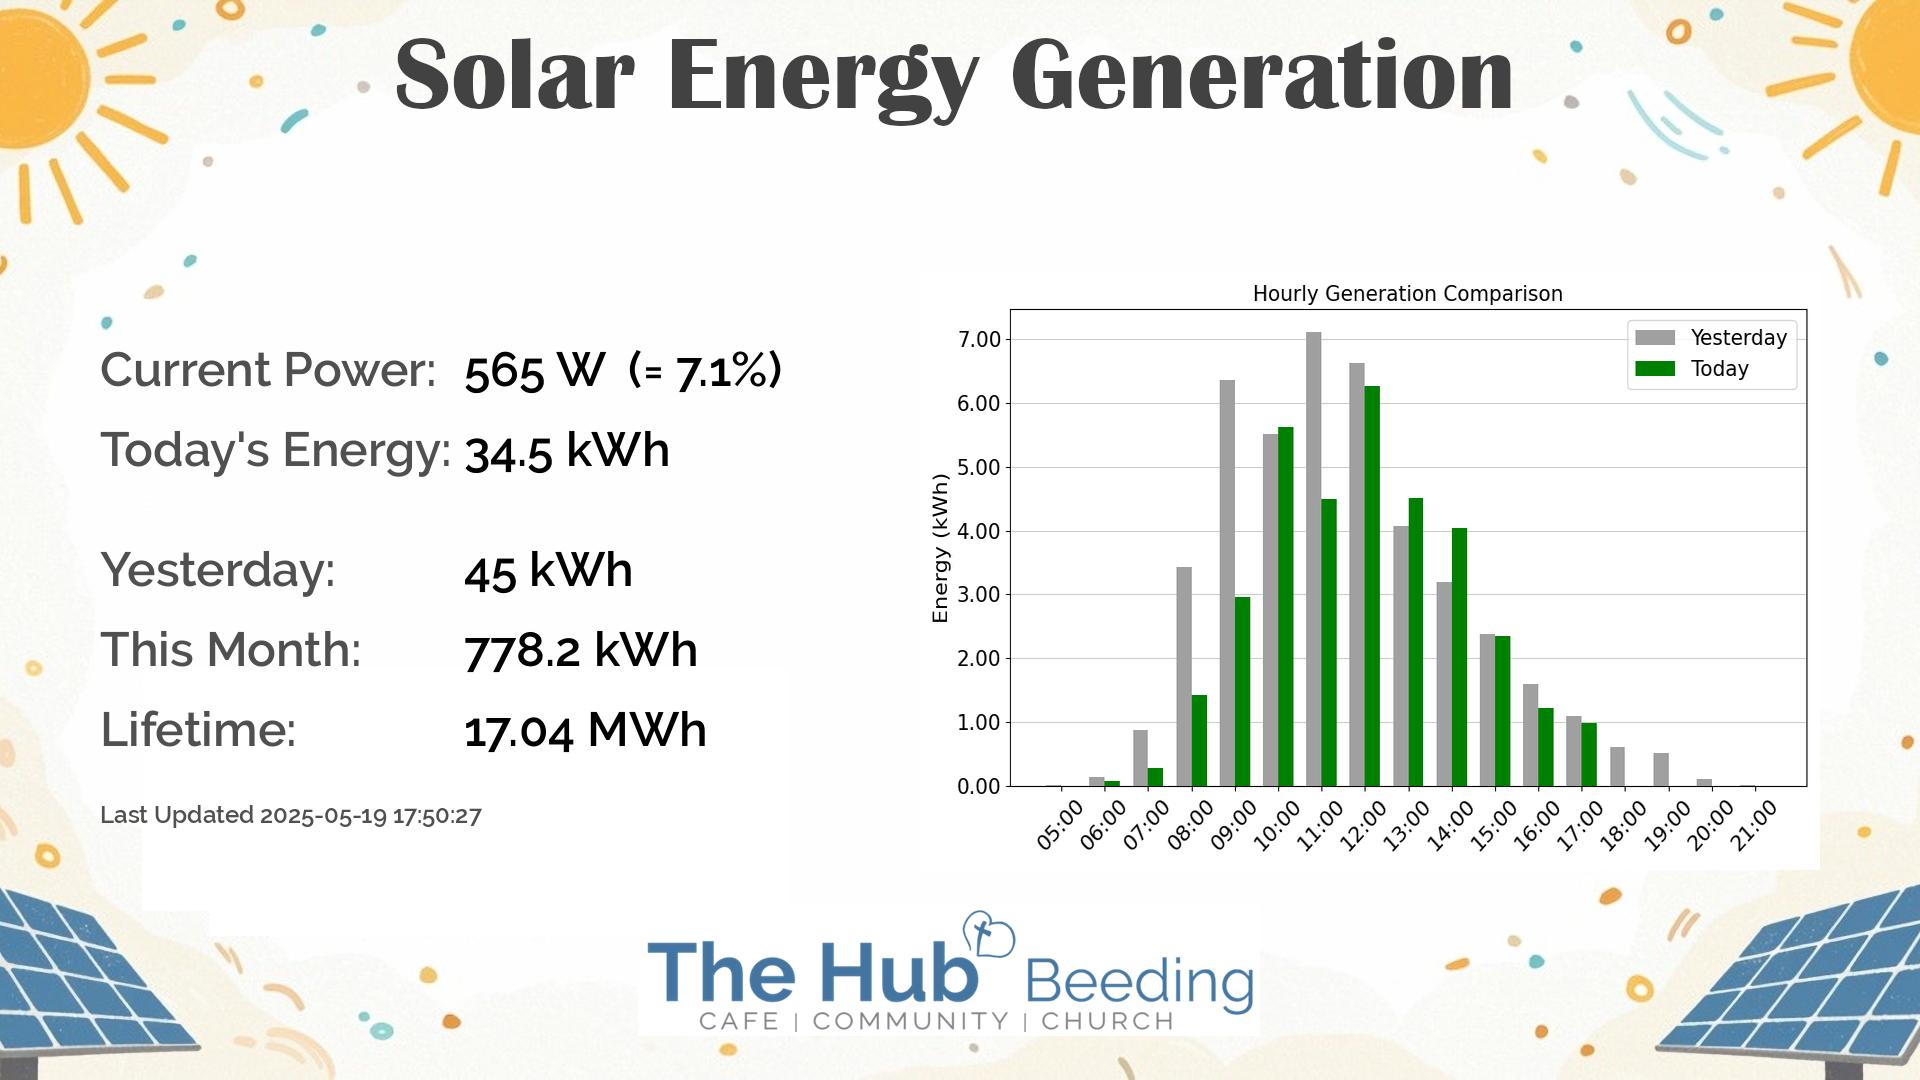 Solar Energy Generation
Current Power: 565 W (= 7.1%)
Today's Energy: 34.5 kWh
Yesterday: 45 kWh
This Month: 778.2 kWh
Lifetime: 17.04 MWh
Last Updated 2025-05-19 17:50:27
Hourly Generation Comparison
Yesterday
Today
Energy (kWh)
7.00
6.00
5.00
4.00
3.00
2.00
1.00
0.00
05:00 06:00 07:00 08:00 09:00 10:00 11:00 12:00 13:00 14:00 15:00 16:00 17:00 18:00 19:00 20:00 21:00
The Hub Beeding
CAFE | COMMUNITY | CHURCH